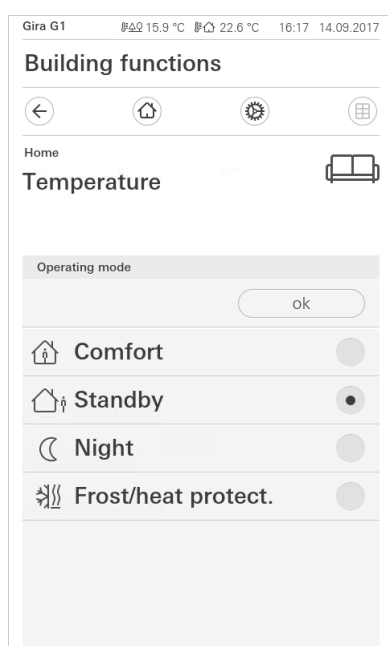 Gira G1 15.9 °C 22.6 °C 16:17 14.09.2017
Building functions
Home
Temperature
Operating mode
ok
Comfort
Standby
Night
Frost/heat protect.